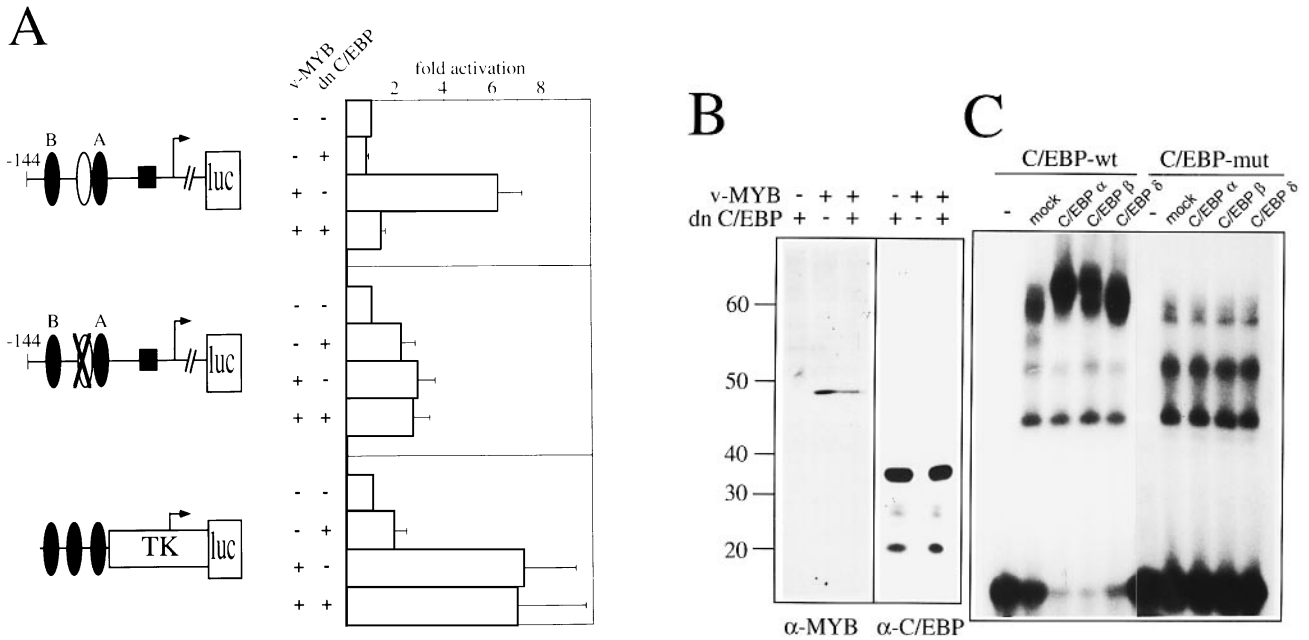 A
v-MYB
dn C/EBP
fold activation
2 4 6 8
- -
- +
+ -
+ +
B A
-144
luc
- -
- +
+ -
+ +
B A
-144
luc
- -
- +
+ -
+ +
TK
luc
B
v-MYB - + + - + +
dn C/EBP + - + + - +
60
50
40
30
20
α-MYB α-C/EBP
C
C/EBP-wt C/EBP-mut
- mock C/EBP α C/EBP β C/EBP δ - mock C/EBP α C/EBP β C/EBP δ